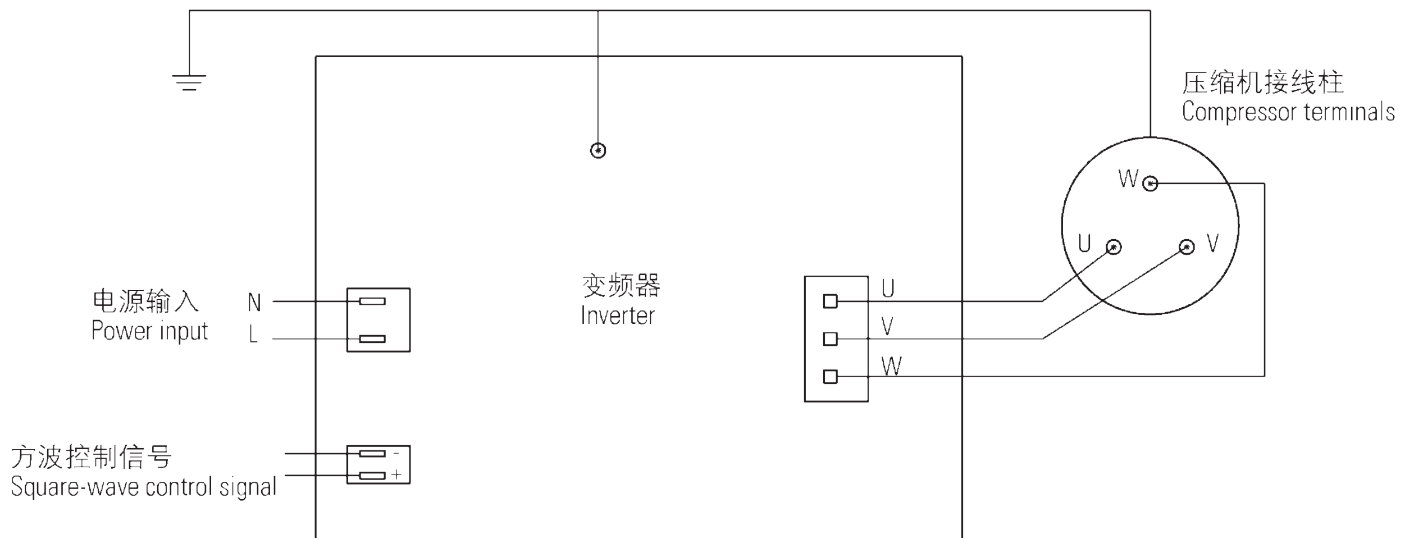 压缩机接线柱
Compressor terminals
W
U
V
电源输入
Power input
N
L
变频器
Inverter
U
V
W
方波控制信号
Square-wave control signal
-
+